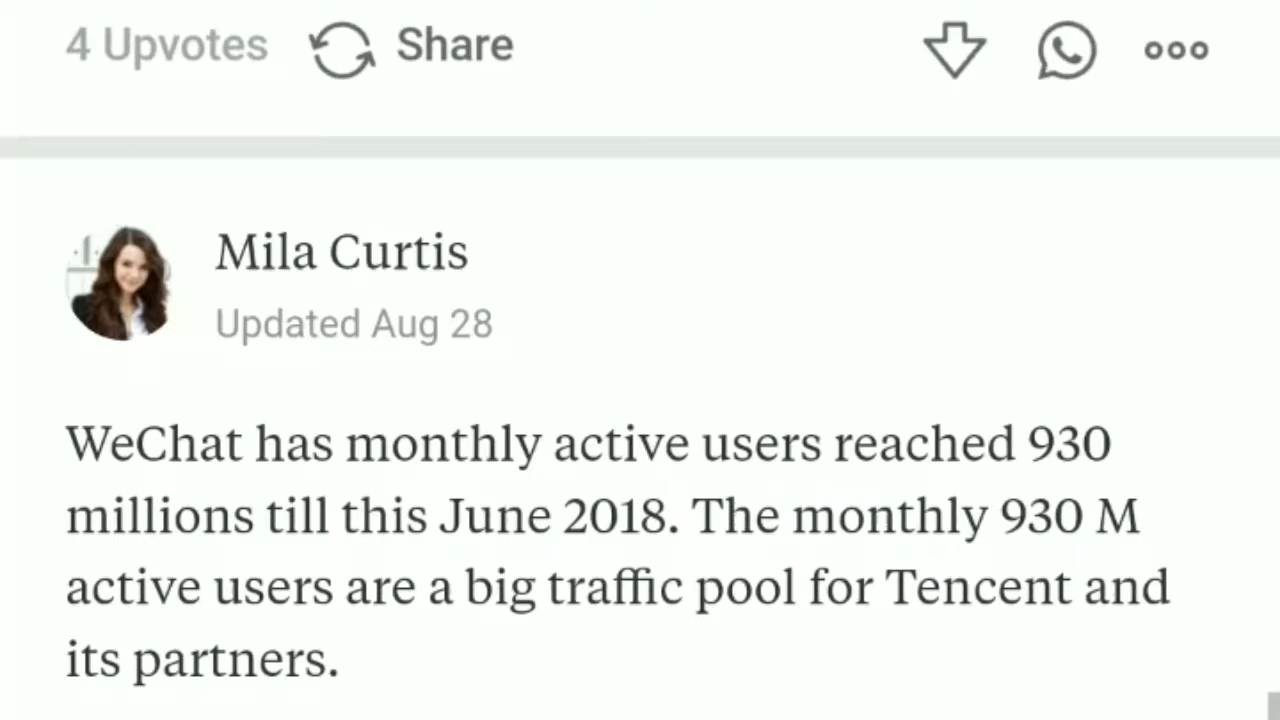 4 Upvotes Share
Mila Curtis
Updated Aug 28
WeChat has monthly active users reached 930
millions till this June 2018. The monthly 930 M
active users are a big traffic pool for Tencent and
its partners.